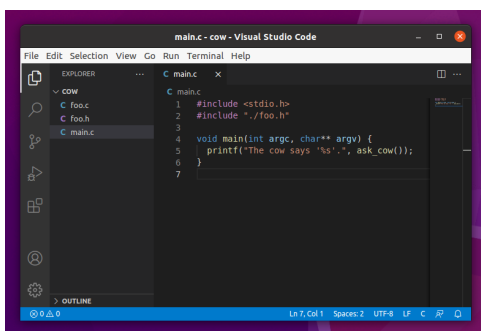 main.c - cow - Visual Studio Code
File Edit Selection View Go Run Terminal Help
EXPLORER ...
COW
C foo.c
C foo.h
C main.c
OUTLINE
C main.c ×
C main.c
1 #include <stdio.h>
2 #include "./foo.h"
3
4 void main(int argc, char** argv) {
5 printf("The cow says '%s'.", ask_cow());
6 }
7
0 0 Ln 7, Col 1 Spaces: 2 UTF-8 LF C